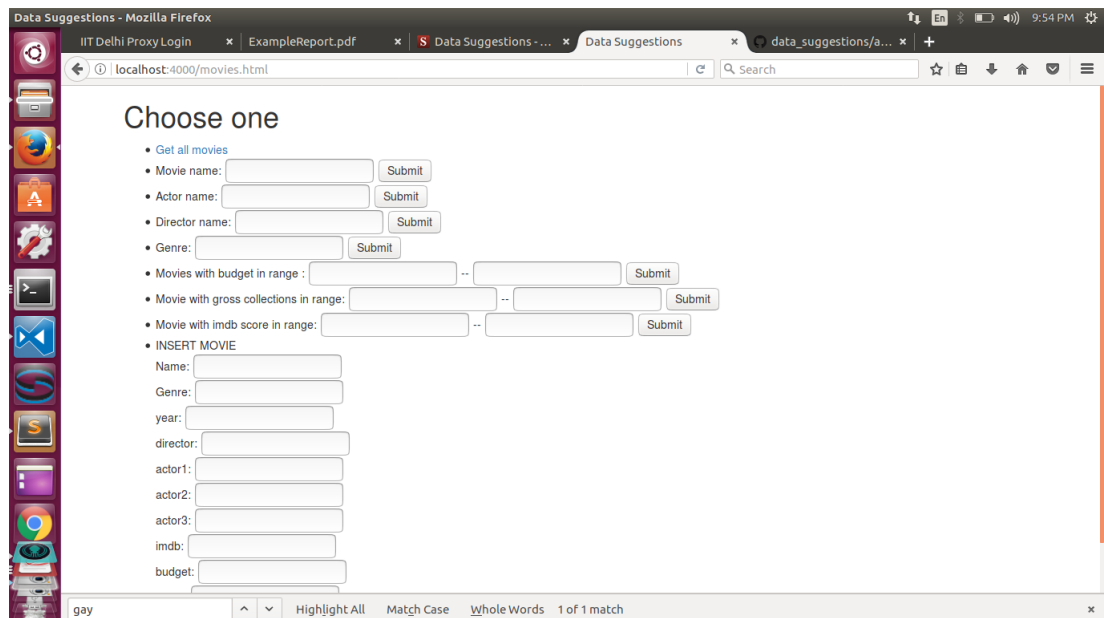 Data Suggestions - Mozilla Firefox En 9:54 PM
IIT Delhi Proxy Login × ExampleReport.pdf × S Data Suggestions - ... × Data Suggestions × data_suggestions/a... × +
localhost:4000/movies.html Search
Choose one
• Get all movies
• Movie name: Submit
• Actor name: Submit
• Director name: Submit
• Genre: Submit
• Movies with budget in range : -- Submit
• Movie with gross collections in range: -- Submit
• Movie with imdb score in range: -- Submit
• INSERT MOVIE
Name:
Genre:
year:
director:
actor1:
actor2:
actor3:
imdb:
budget:
gay Highlight All Match Case Whole Words 1 of 1 match ×